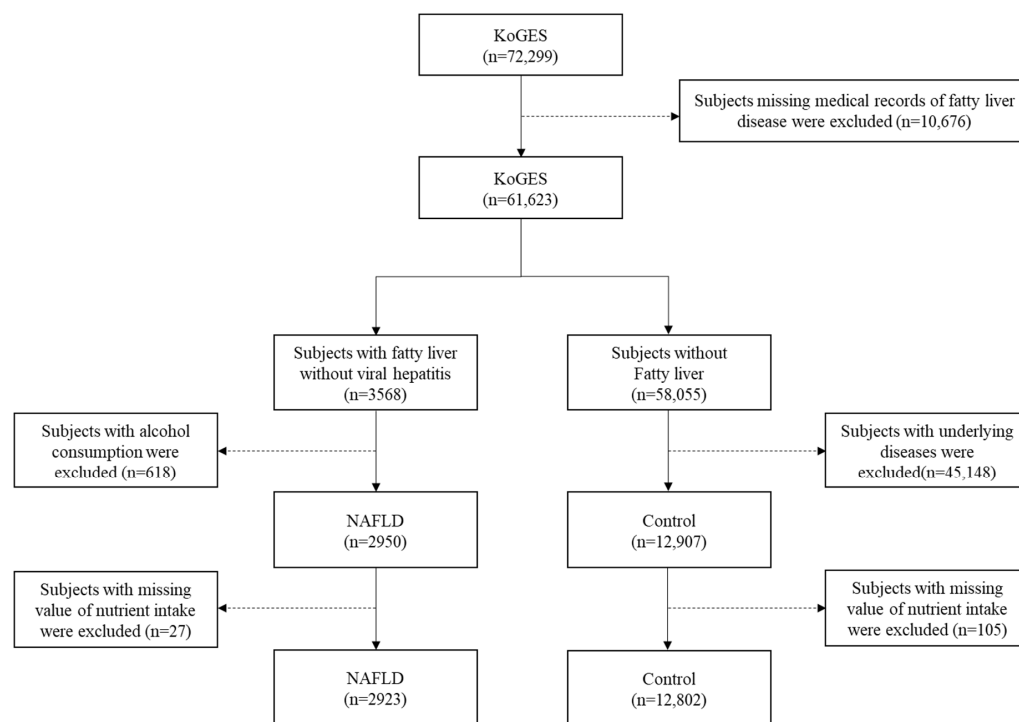 KoGES
(n=72,299)
Subjects missing medical records of fatty liver
disease were excluded (n=10,676)
KoGES
(n=61,623)
Subjects with fatty liver
without viral hepatitis
(n=3568)
Subjects without
Fatty liver
(n=58,055)
Subjects with alcohol
consumption were
excluded (n=618)
Subjects with underlying
diseases were
excluded(n=45,148)
NAFLD
(n=2950)
Control
(n=12,907)
Subjects with missing
value of nutrient intake
were excluded (n=27)
Subjects with missing
value of nutrient intake
were excluded (n=105)
NAFLD
(n=2923)
Control
(n=12,802)